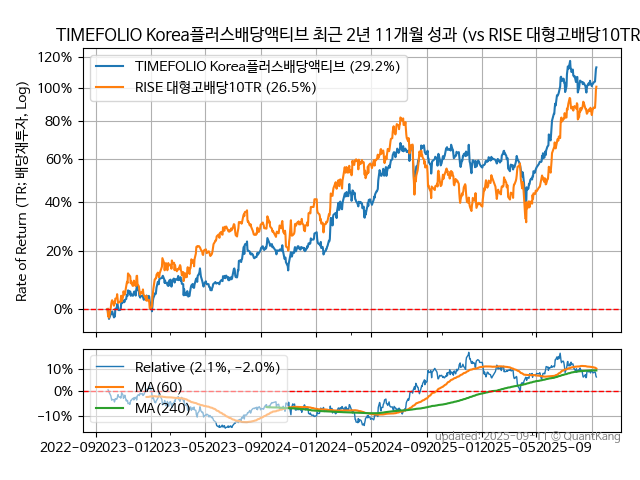 TIMEFOLIO Korea플러스배당액티브 최근 2년 11개월 성과 (vs RISE 대형고배당10TR
Rate of Return (TR: 배당재투자, Log)
120%
100%
80%
60%
40%
20%
0%
TIMEFOLIO Korea플러스배당액티브 (29.2%)
RISE 대형고배당10TR (26.5%)
10%
0%
−10%
Relative (2.1%, −2.0%)
MA(60)
MA(240)
2022-09 2023-01 2023-05 2023-09 2024-01 2024-05 2024-09 2025-01 2025-05 2025-09
updated: 2025-09-11 © QuantKang